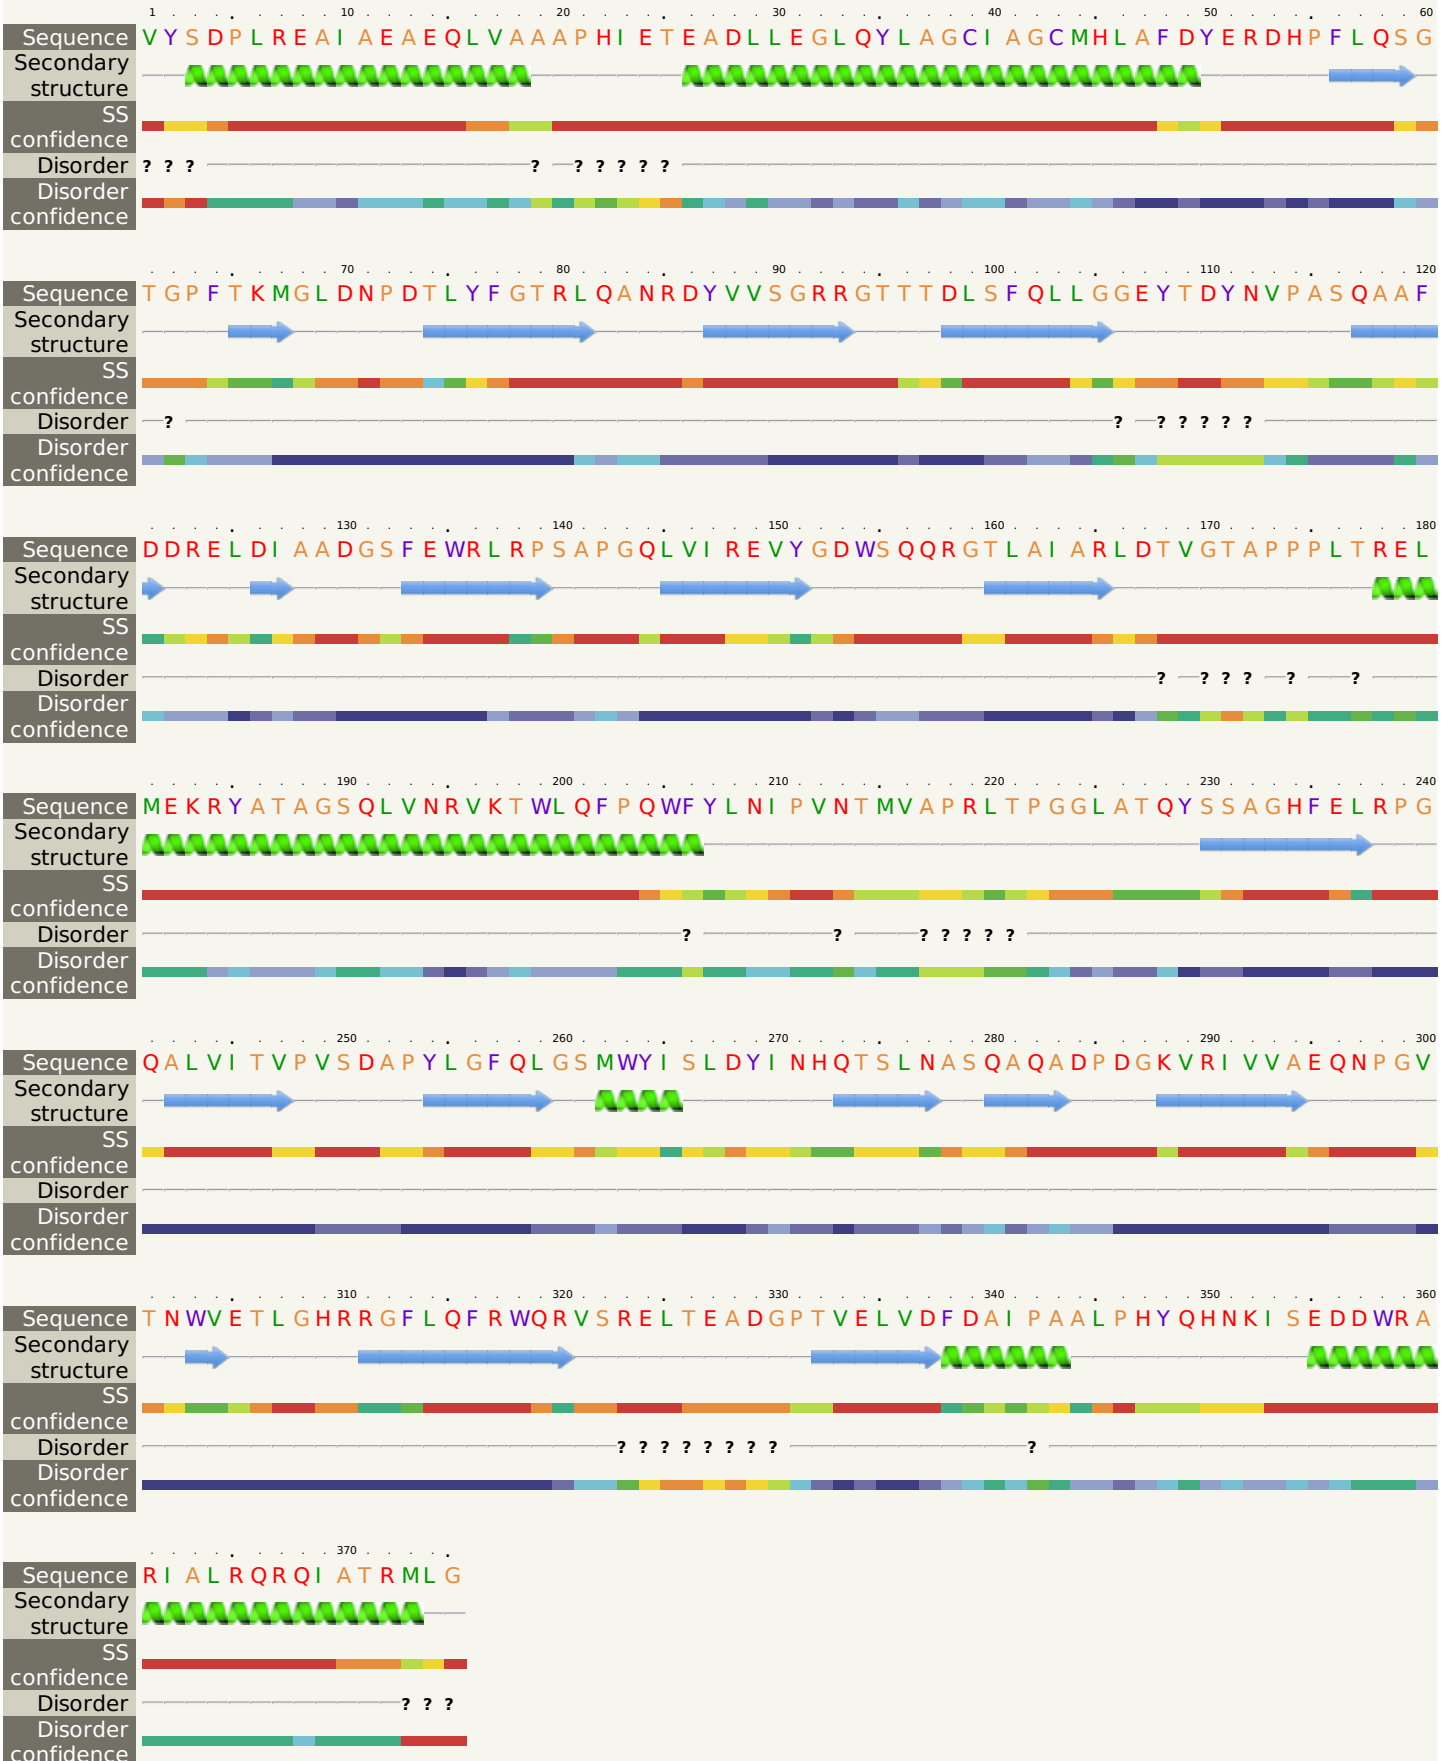 1 10 20 30 40 50 60
Sequence VYSDPLREAIAEAEQLVAAAPHIETEADLLEGLQYLAGCIAGCMHLAFDYERDHPFLQSG
Secondary
structure
SS
confidence
Disorder ? ? ? ? ? ? ? ? ?
Disorder
confidence
70 80 90 100 110 120
Sequence TGPFTKMGLDNPDTLYFGTRLQANRDYVVSGRRGTTTDLSFQLLGGEYTDYNVPASQAAF
Secondary
structure
SS
confidence
Disorder ? ? ? ? ? ? ?
Disorder
confidence
130 140 150 160 170 180
Sequence DDRELDIAADGSFEWRLRPSAPGQLVIREVYGDWSQQRGTLAIARLDTVGTAPPPLTREL
Secondary
structure
SS
confidence
Disorder ? ? ? ? ? ?
Disorder
confidence
190 200 210 220 230 240
Sequence MEKRYATAGSQLVNRVKTWLQFPQWFYLNIPVNTMVAPRLTPGGLATQYSSAGHFELRPG
Secondary
structure
SS
confidence
Disorder ? ? ? ? ? ? ?
Disorder
confidence
250 260 270 280 290 300
Sequence QALVITVPVSDAPYLGFQLGSMWYISLDYINHQTSLNASQAQADPDGKVRIVVAEQNPGV
Secondary
structure
SS
confidence
Disorder
Disorder
confidence
310 320 330 340 350 360
Sequence TNWVETLGHRRGFLQFRWQRVSRELTEADGPTVELVDFDAIPAALPHYQHNKISEDDWRA
Secondary
structure
SS
confidence
Disorder ? ? ? ? ? ? ? ? ?
Disorder
confidence
370
Sequence RIALRQRQIATRMLG
Secondary
structure
SS
confidence
Disorder ? ? ?
Disorder
confidence